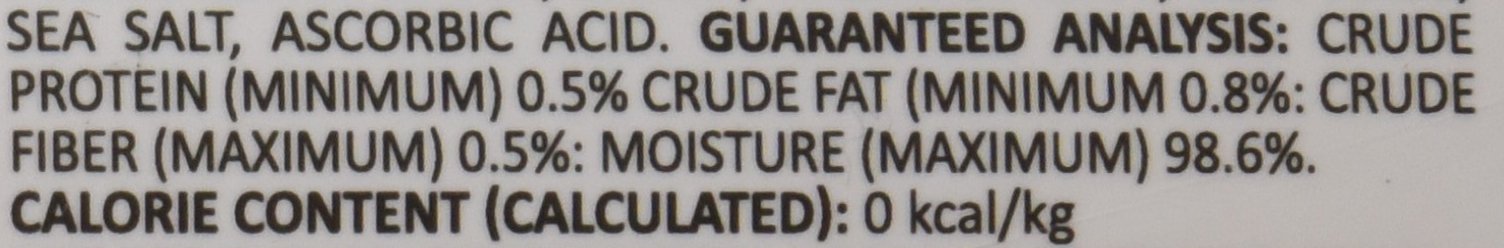 SEA SALT, ASCORBIC ACID. GUARANTEED ANALYSIS: CRUDE
PROTEIN (MINIMUM) 0.5% CRUDE FAT (MINIMUM 0.8%: CRUDE
FIBER (MAXIMUM) 0.5%: MOISTURE (MAXIMUM) 98.6%.
CALORIE CONTENT (CALCULATED): 0 kcal/kg